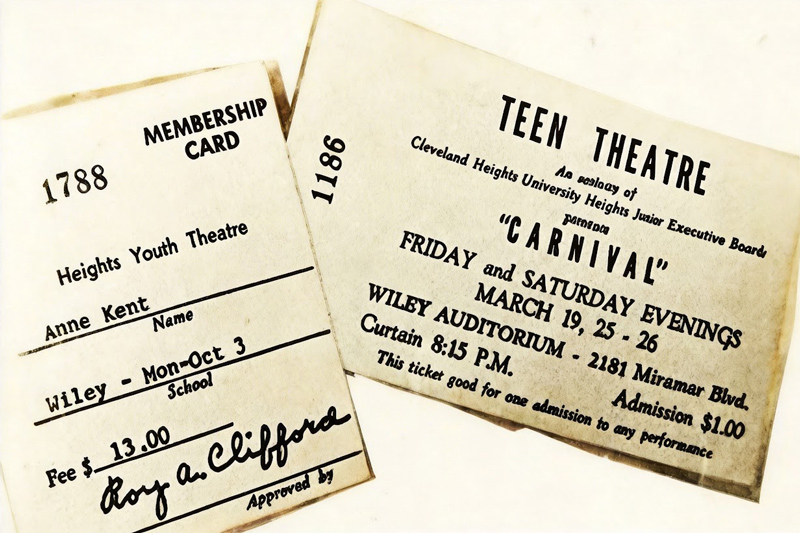 MEMBERSHIP
CARD
1788
Heights Youth Theatre
Anne Kent
Name
Wiley - Mon-Oct 3
School
Fee $ 13.00
Roy A. Clifford
Approved by
1186
TEEN THEATRE
An of
Cleveland Heights University Heights Junior Executive Boards
presents
"CARNIVAL"
FRIDAY and SATURDAY EVENINGS
MARCH 19, 25 - 26
WILEY AUDITORIUM - 2181 Miramar Blvd.
Curtain 8:15 P.M.
Admission $1.00
This ticket good for one admission to any performance